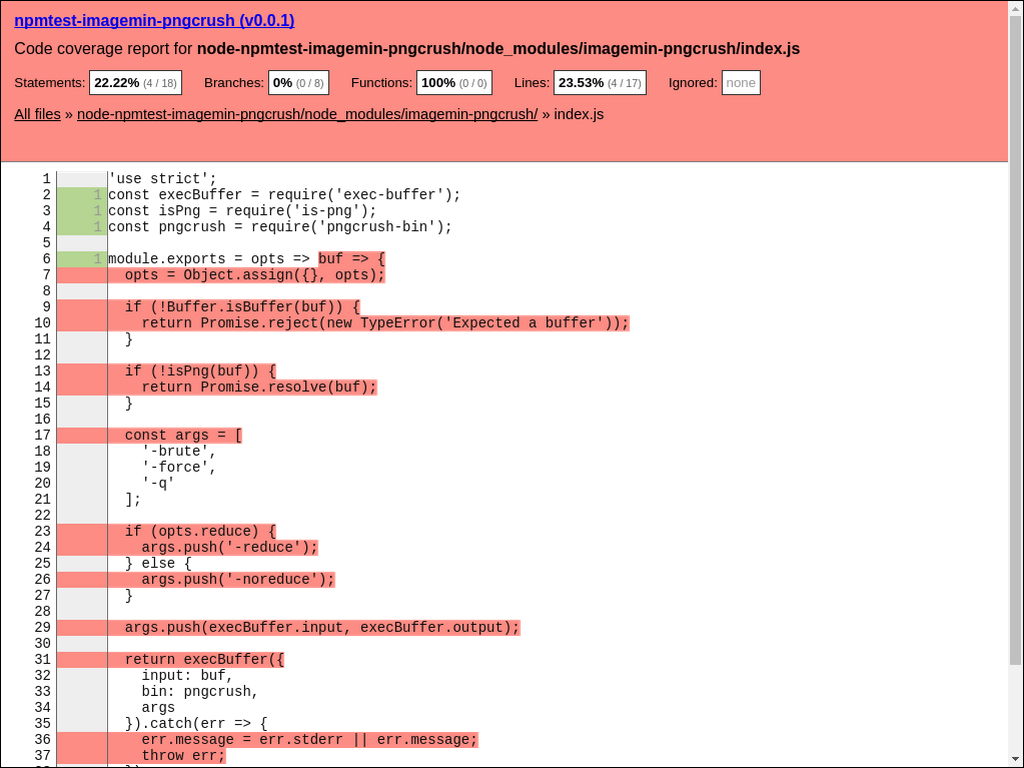 npmtest-imagemin-pngcrush (v0.0.1)
Code coverage report for node-npmtest-imagemin-pngcrush/node_modules/imagemin-pngcrush/index.js
Statements: 22.22% (4 / 18) Branches: 0% (0 / 8) Functions: 100% (0 / 0) Lines: 23.53% (4 / 17) Ignored: none
All files » node-npmtest-imagemin-pngcrush/node_modules/imagemin-pngcrush/ » index.js
1 'use strict';
2 1 const execBuffer = require('exec-buffer');
3 1 const isPng = require('is-png');
4 1 const pngcrush = require('pngcrush-bin');
5
6 1 module.exports = opts => buf => {
7 opts = Object.assign({}, opts);
8
9 if (!Buffer.isBuffer(buf)) {
10 return Promise.reject(new TypeError('Expected a buffer'));
11 }
12
13 if (!isPng(buf)) {
14 return Promise.resolve(buf);
15 }
16
17 const args = [
18 '-brute',
19 '-force',
20 '-q'
21 ];
22
23 if (opts.reduce) {
24 args.push('-reduce');
25 } else {
26 args.push('-noreduce');
27 }
28
29 args.push(execBuffer.input, execBuffer.output);
30
31 return execBuffer({
32 input: buf,
33 bin: pngcrush,
34 args
35 }).catch(err => {
36 err.message = err.stderr || err.message;
37 throw err;